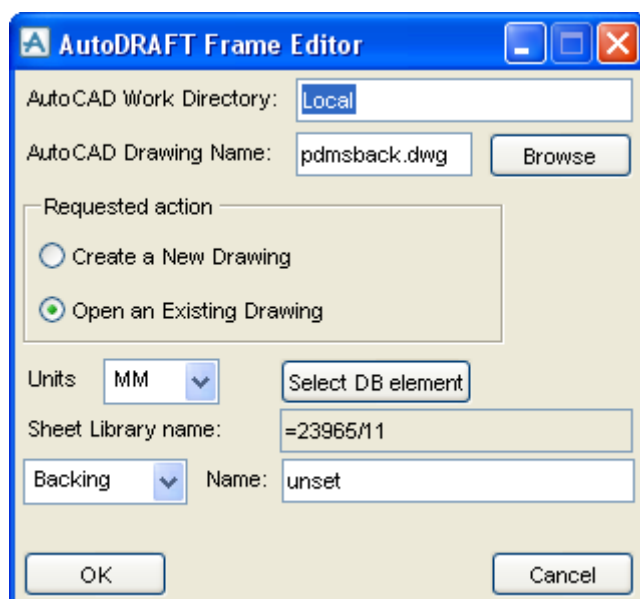 AutoDRAFT Frame Editor
AutoCAD Work Directory: Local
AutoCAD Drawing Name: pdmsback.dwg Browse
Requested action
Create a New Drawing
Open an Existing Drawing
Units MM Select DB element
Sheet Library name: =23965/11
Backing Name: unset
OK Cancel